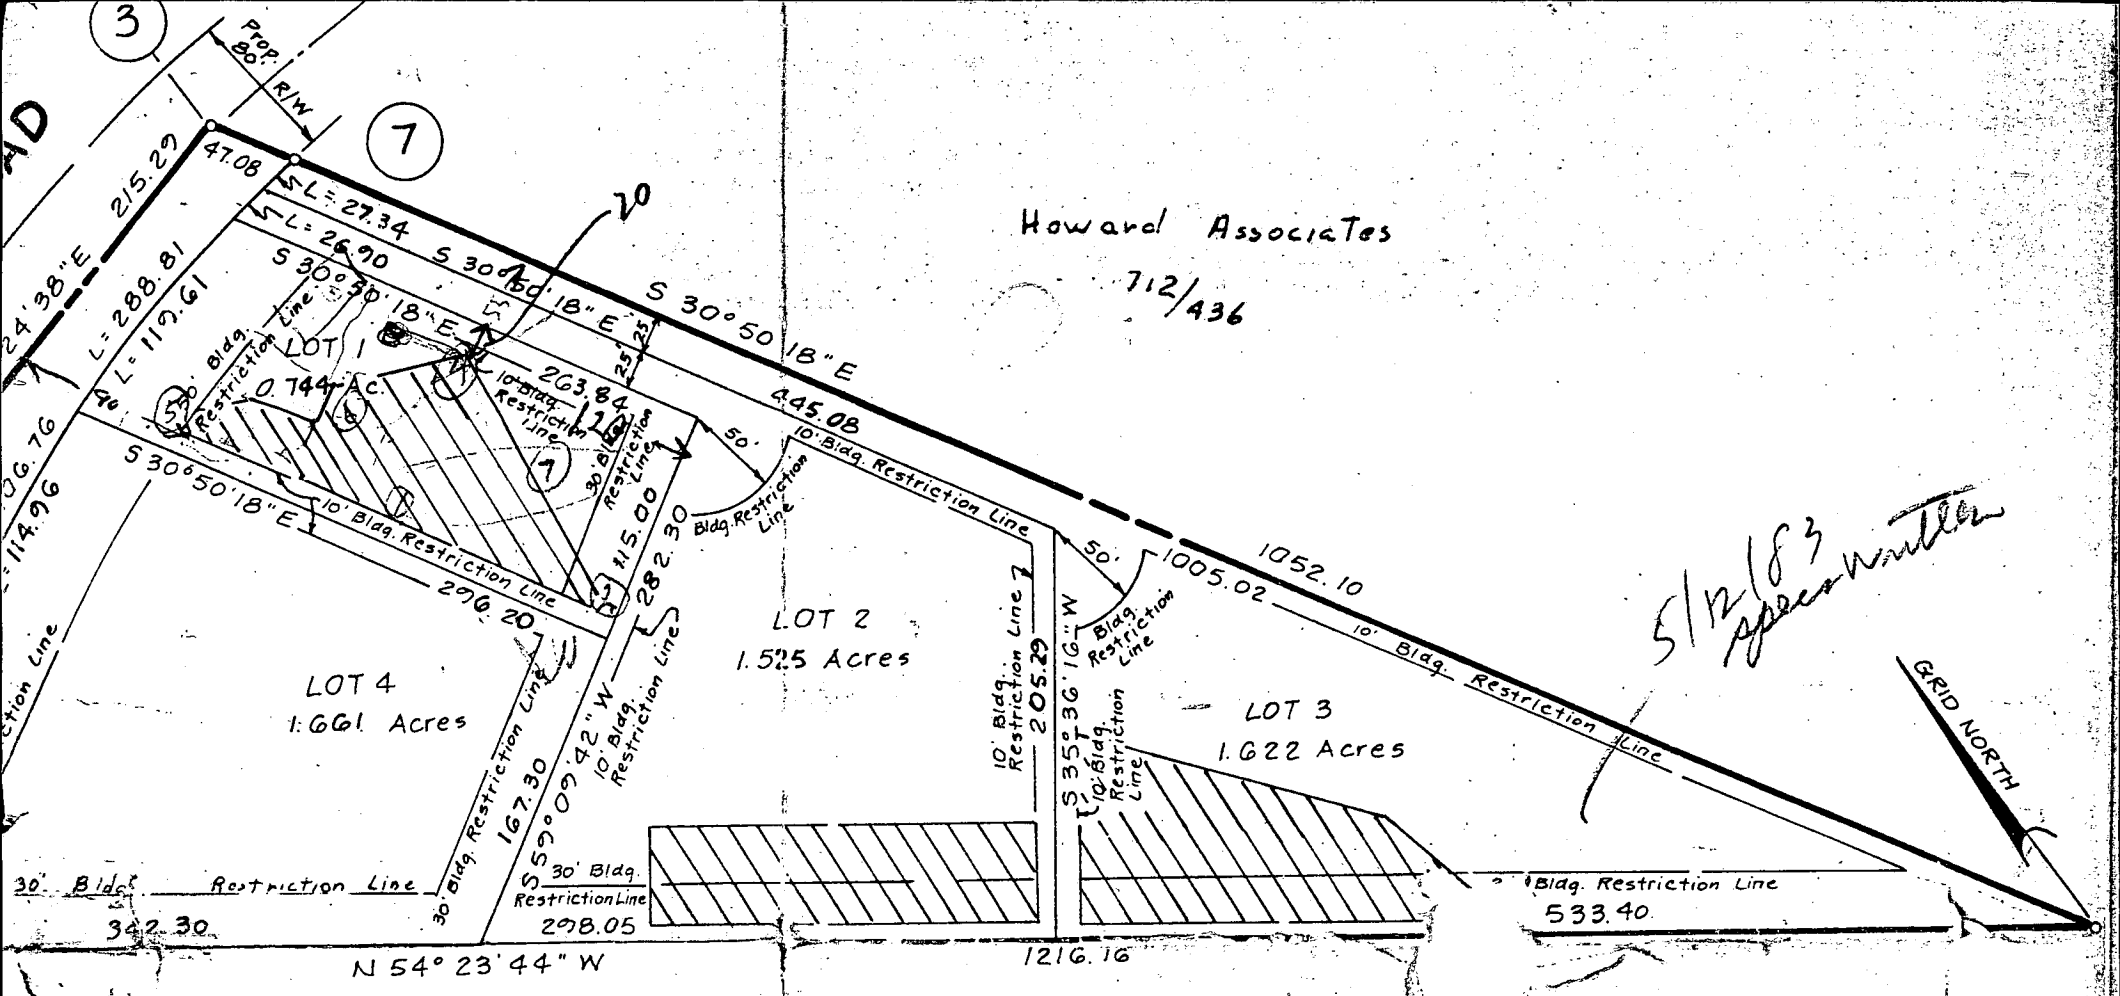 3
Prop.
80'
R/W
7
AD
215.29
47.08
24'38"E
L= 288.81
L= 119.61
L= 27.34
L= 26.90
20
S 30° 50' 18" E
S 30° 50' 18" E
S 30° 50' 18" E
Howard Associates
712/436
LOT 1
0.744 Ac.
30' Bldg.
Restriction
Line
25'
25'
263.84
10' Bldg.
Restriction
Line
445.08
50'
Bldg. Restriction
Line
10' Bldg. Restriction Line
30' Bldg.
Restriction
Line
06.76
114.96
S 30° 50' 18" E
10' Bldg. Restriction Line
296.20
115.00
282.30
1052.10
1005.02
50'
Bldg.
Restriction
Line
10' Bldg. Restriction Line
5/12/83
specs written
GRID NORTH
LOT 4
1.661 Acres
LOT 2
1.525 Acres
LOT 3
1.622 Acres
ction Line
30' Bldg. Restriction Line
167.30
S 59° 09' 42" W
10' Bldg.
Restriction Line
10' Bldg.
Restriction Line
205.29
S 35° 36' 16" W
10' Bldg.
Restriction
Line
30' Bldg. Restriction Line
342.30
30' Bldg.
Restriction Line
298.05
Bldg. Restriction Line
533.40
N 54° 23' 44" W
1216.16